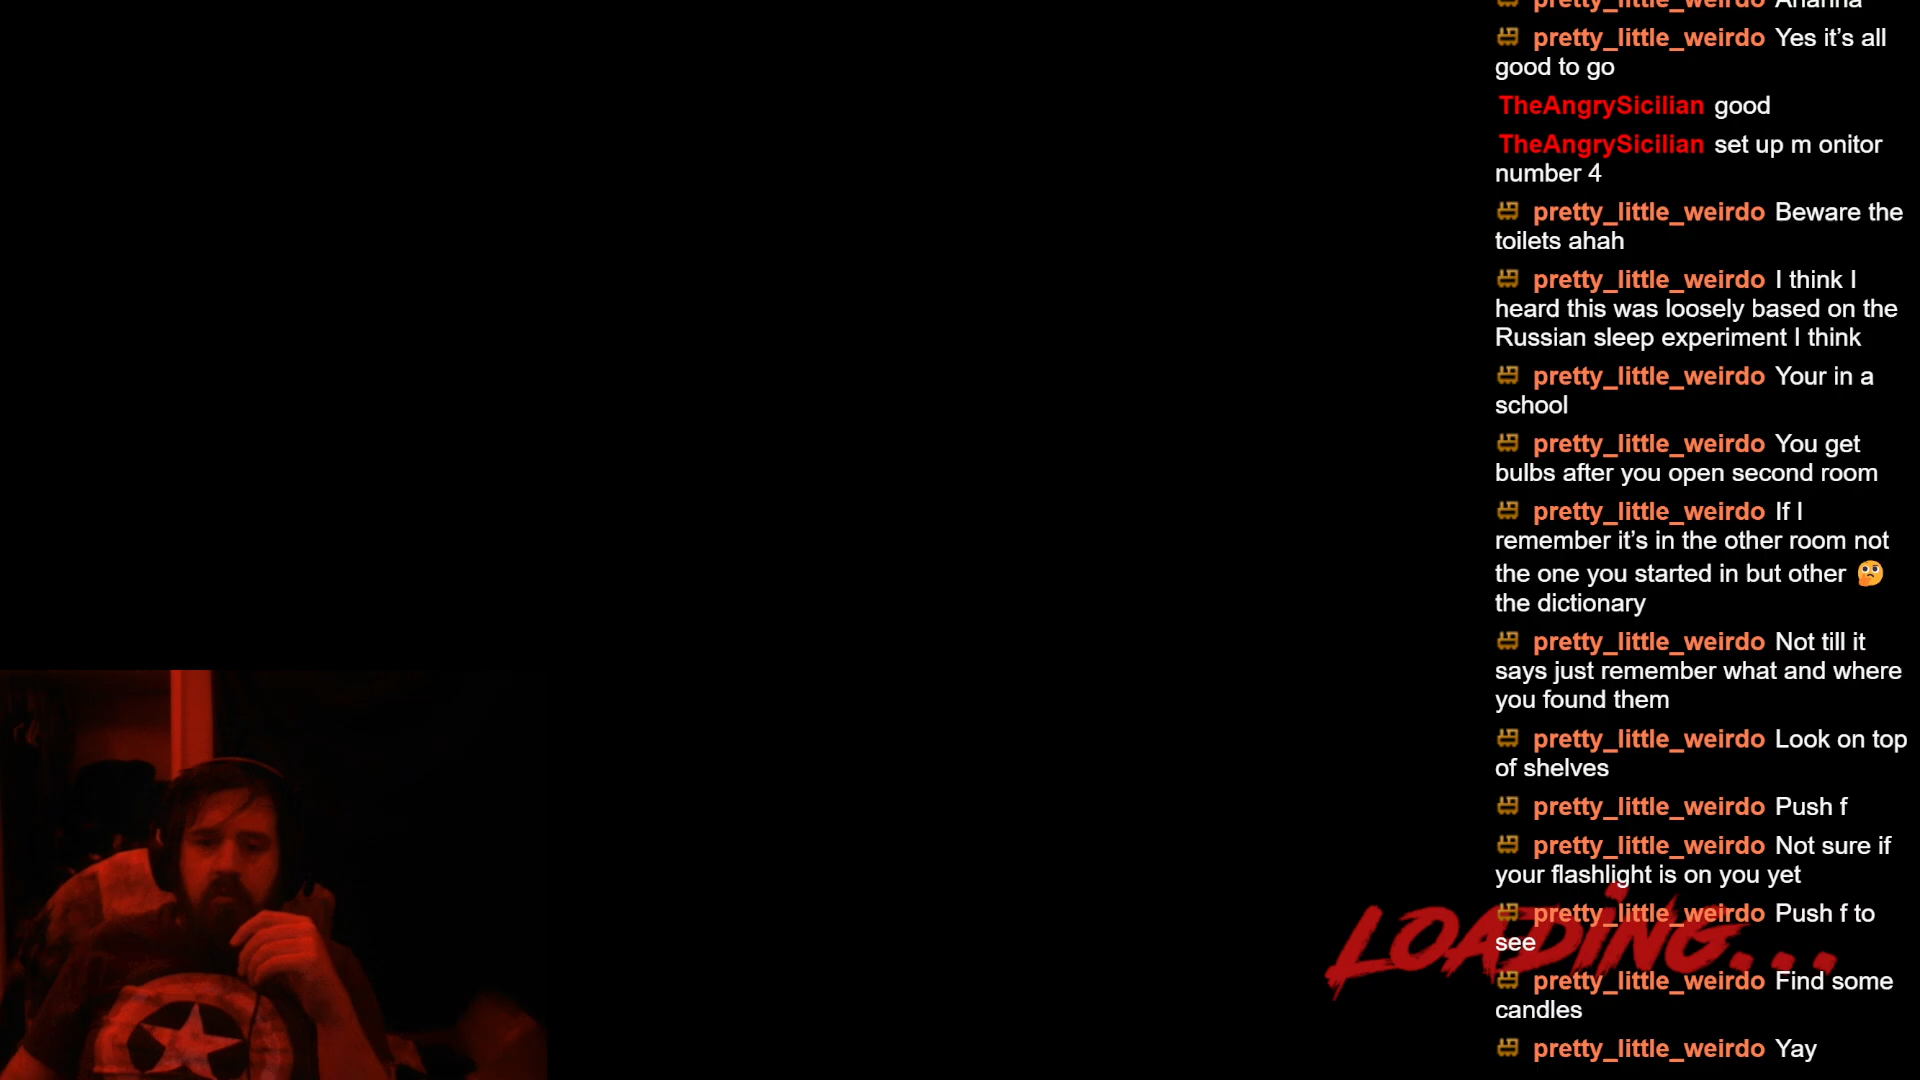 pretty_little_weirdo Ahahha
pretty_little_weirdo Yes it’s all
good to go
TheAngrySicilian good
TheAngrySicilian set up m onitor
number 4
pretty_little_weirdo Beware the
toilets ahah
pretty_little_weirdo I think I
heard this was loosely based on the
Russian sleep experiment I think
pretty_little_weirdo Your in a
school
pretty_little_weirdo You get
bulbs after you open second room
pretty_little_weirdo If I
remember it’s in the other room not
the one you started in but other 🤔
the dictionary
pretty_little_weirdo Not till it
says just remember what and where
you found them
pretty_little_weirdo Look on top
of shelves
pretty_little_weirdo Push f
pretty_little_weirdo Not sure if
your flashlight is on you yet
pretty_little_weirdo Push f to
see
LOADING...
pretty_little_weirdo Find some
candles
pretty_little_weirdo Yay